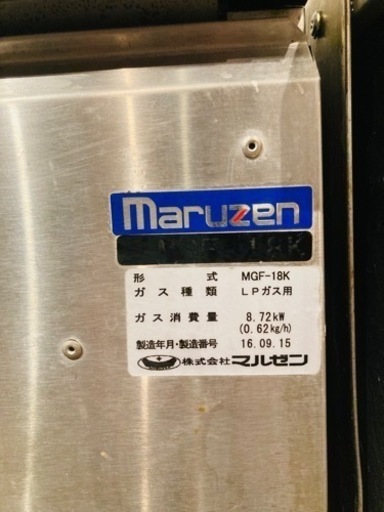 maruzen
MGF-18K
形 式 MGF-18K
ガス種類 LPガス用
ガス消費量 8.72kW
(0.62kg/h)
製造年月・製造番号 16.09.15
株式会社 マルゼン